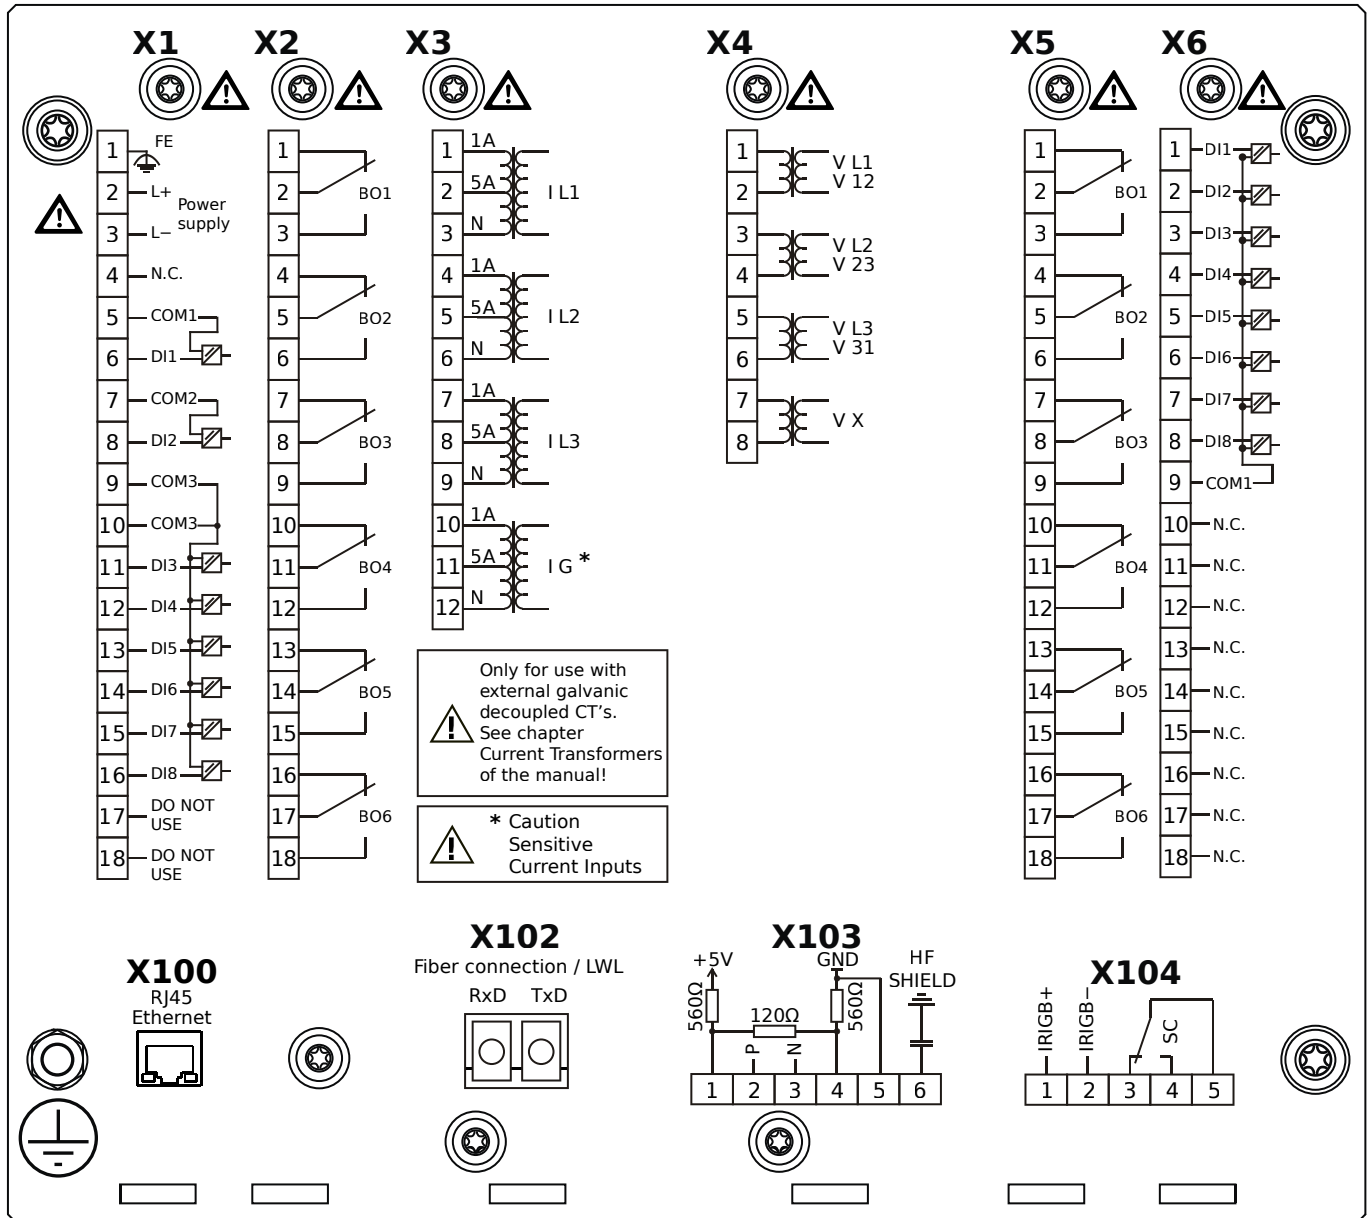 X1 X2 X3 X4 X5 X6
1 FE
2 L+
Power
supply
3 L−
4 N.C.
5 COM1
6 DI1
7 COM2
8 DI2
9 COM3
10 COM3
11 DI3
12 DI4
13 DI5
14 DI6
15 DI7
16 DI8
17 DO NOT
USE
18 DO NOT
USE
1
2 BO1
3
4
5 BO2
6
7
8 BO3
9
10
11 BO4
12
13
14 BO5
15
16
17 BO6
18
1 1A
2 5A I L1
3 N
4 1A
5 5A I L2
6 N
7 1A
8 5A I L3
9 N
10 1A
11 5A I G *
12 N
Only for use with
external galvanic
decoupled CT's.
See chapter
Current Transformers
of the manual!
* Caution
Sensitive
Current Inputs
1 V L1
2 V 12
3 V L2
4 V 23
5 V L3
6 V 31
7 V X
8
1
2 BO1
3
4
5 BO2
6
7
8 BO3
9
10
11 BO4
12
13
14 BO5
15
16
17 BO6
18
1 DI1
2 DI2
3 DI3
4 DI4
5 DI5
6 DI6
7 DI7
8 DI8
9 COM1
10 N.C.
11 N.C.
12 N.C.
13 N.C.
14 N.C.
15 N.C.
16 N.C.
17 N.C.
18 N.C.
X100
RJ45
Ethernet
X102
Fiber connection / LWL
RxD TxD
X103
+5V GND HF
SHIELD
560Ω 120Ω 560Ω
P N
1 2 3 4 5 6
X104
IRIGB+ IRIGB− SC
1 2 3 4 5